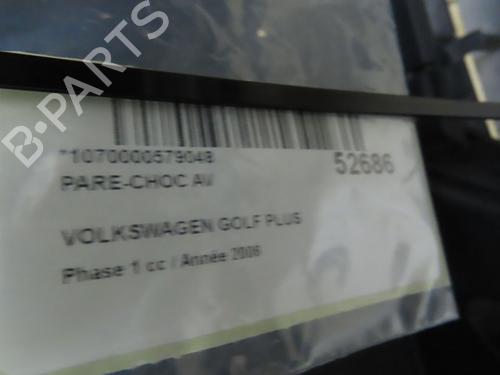 B-PARTS
*1070000579048
52686
PARE-CHOC AV
VOLKSWAGEN GOLF PLUS
Phase 1 cc / Année 2006